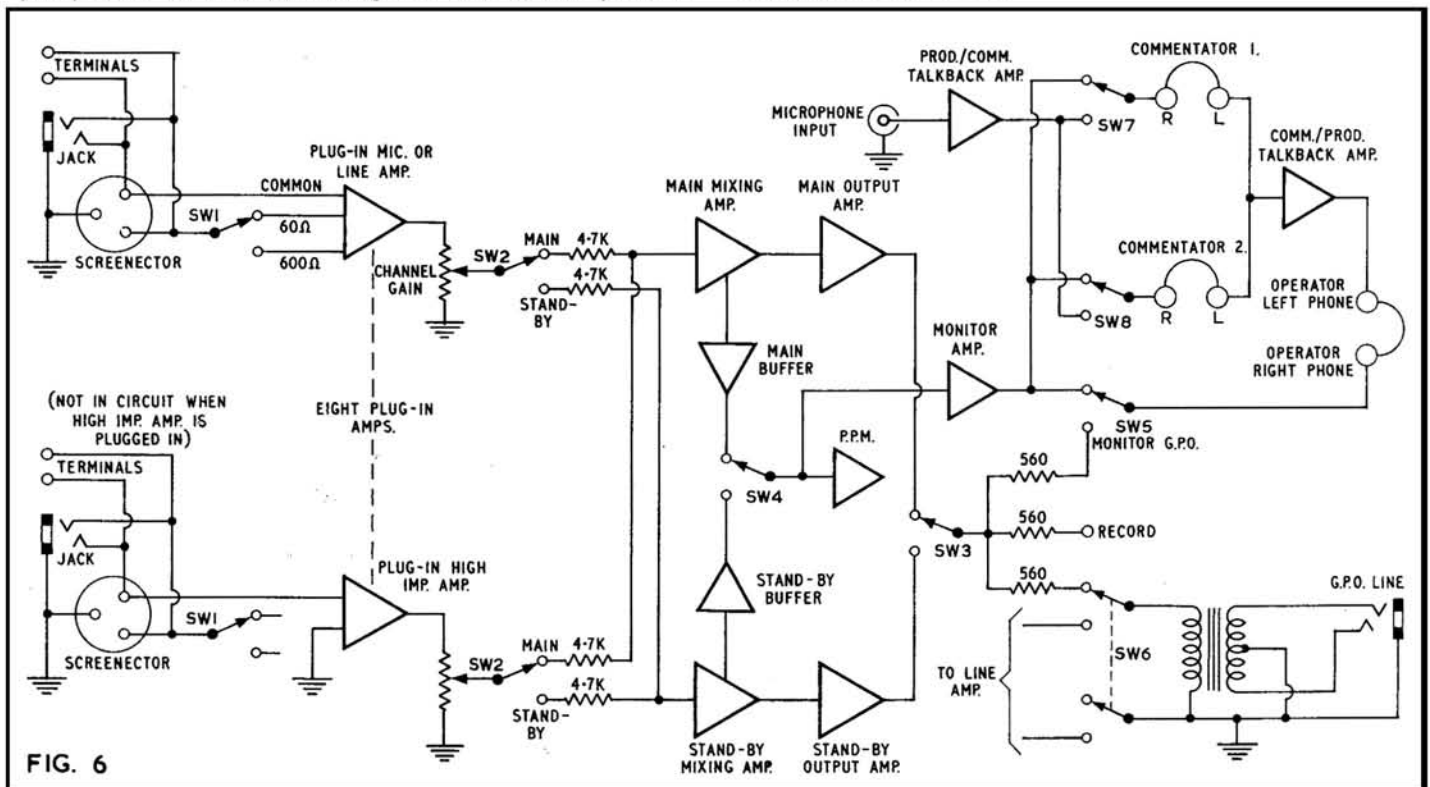 TERMINALS
JACK
SCREENECTOR
SW1
COMMON
60Ω
600Ω
PLUG-IN MIC. OR
LINE AMP.
CHANNEL
GAIN
SW2
MAIN
4·7K
4·7K
STAND-
BY
MAIN MIXING
AMP.
MAIN OUTPUT
AMP.
MICROPHONE
INPUT
PROD./COMM.
TALKBACK AMP.
COMMENTATOR 1.
SW7
R
L
COMM./PROD.
TALKBACK AMP.
COMMENTATOR 2.
SW8
R
L
OPERATOR
LEFT PHONE
OPERATOR
RIGHT PHONE
MAIN
BUFFER
MONITOR
AMP.
SW5
MONITOR G.P.O.
(NOT IN CIRCUIT WHEN
HIGH IMP. AMP. IS
PLUGGED IN)
EIGHT PLUG-IN
AMPS.
TERMINALS
JACK
SCREENECTOR
SW1
PLUG-IN HIGH
IMP. AMP.
SW2
MAIN
4·7K
4·7K
STAND-
BY
SW4
P.P.M.
STAND-BY
BUFFER
STAND-BY
MIXING AMP.
STAND-BY
OUTPUT AMP.
SW3
560
560
RECORD
560
TO LINE
AMP.
SW6
G.P.O. LINE
FIG. 6